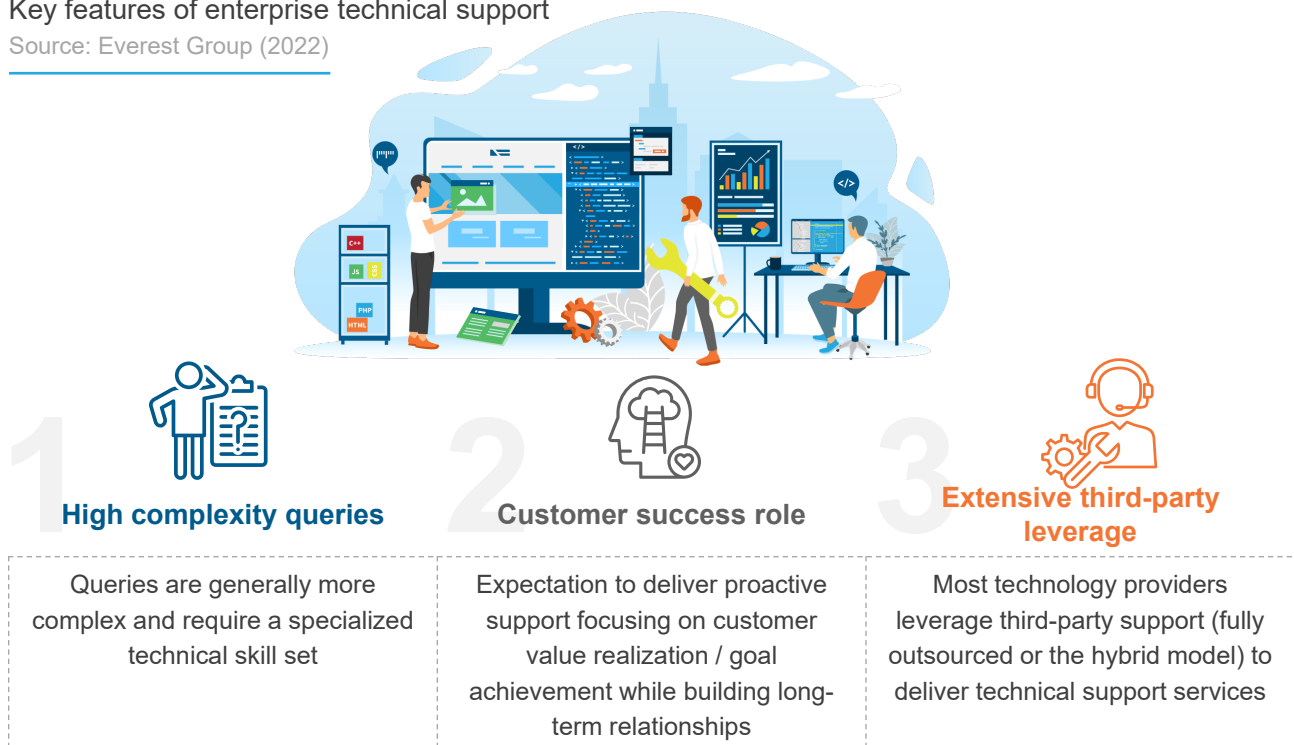 Key features of enterprise technical support
Source: Everest Group (2022)
</>
</>
C++
JS
CSS
PHP
HTML
1
High complexity queries
2
Customer success role
3
Extensive third-party
leverage
Queries are generally more
complex and require a specialized
technical skill set
Expectation to deliver proactive
support focusing on customer
value realization / goal
achievement while building long-
term relationships
Most technology providers
leverage third-party support (fully
outsourced or the hybrid model) to
deliver technical support services